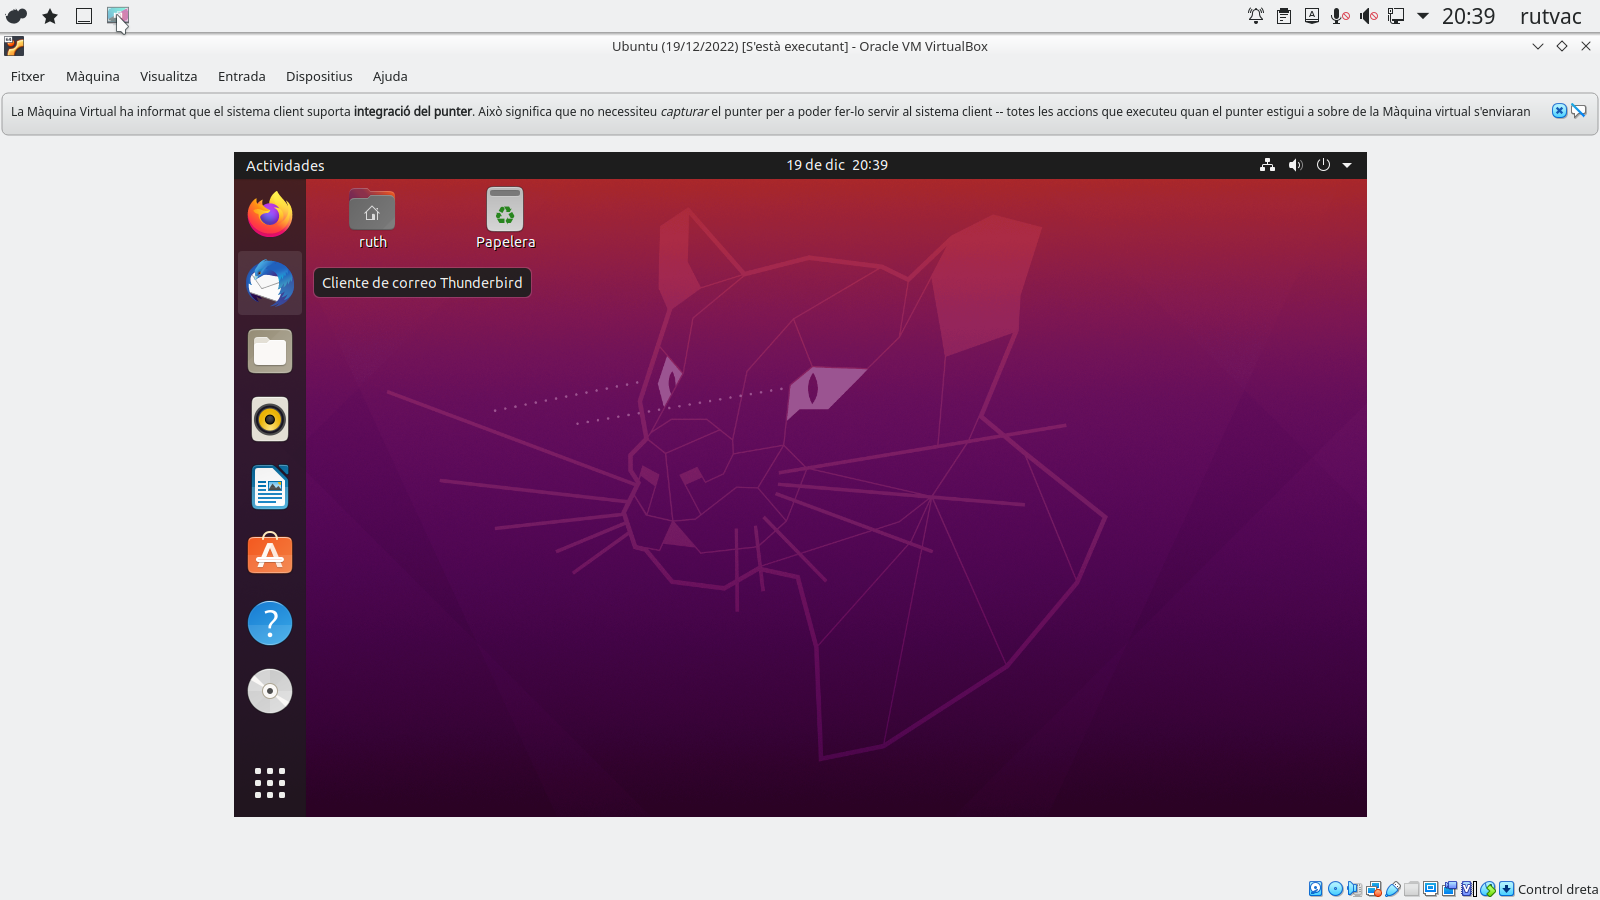 20:39 rutvac
Ubuntu (19/12/2022) [S'està executant] - Oracle VM VirtualBox
Fitxer Màquina Visualitza Entrada Dispositius Ajuda
La Màquina Virtual ha informat que el sistema client suporta integració del punter. Això significa que no necessiteu capturar el punter per a poder fer-lo servir al sistema client -- totes les accions que executeu quan el punter estigui a sobre de la Màquina virtual s'enviaran
Actividades 19 de dic 20:39
ruth Papelera
Cliente de correo Thunderbird
Control dreta